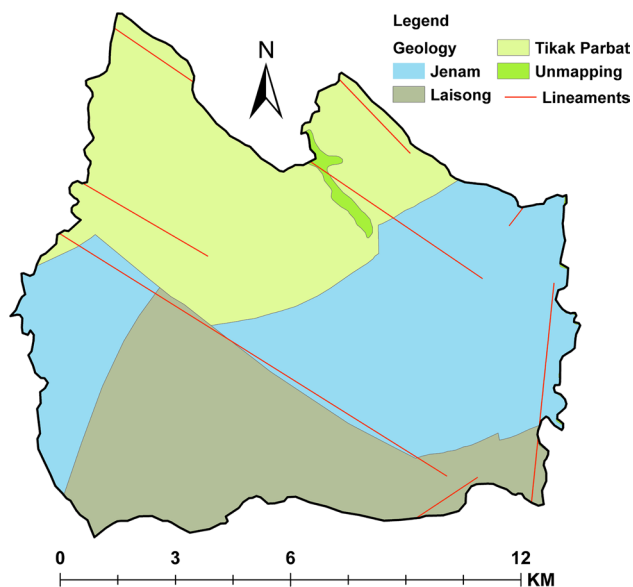 Legend
N
Geology
Tikak Parbat
Jenam
Unmapping
Laisong
Lineaments
0 3 6 12
KM